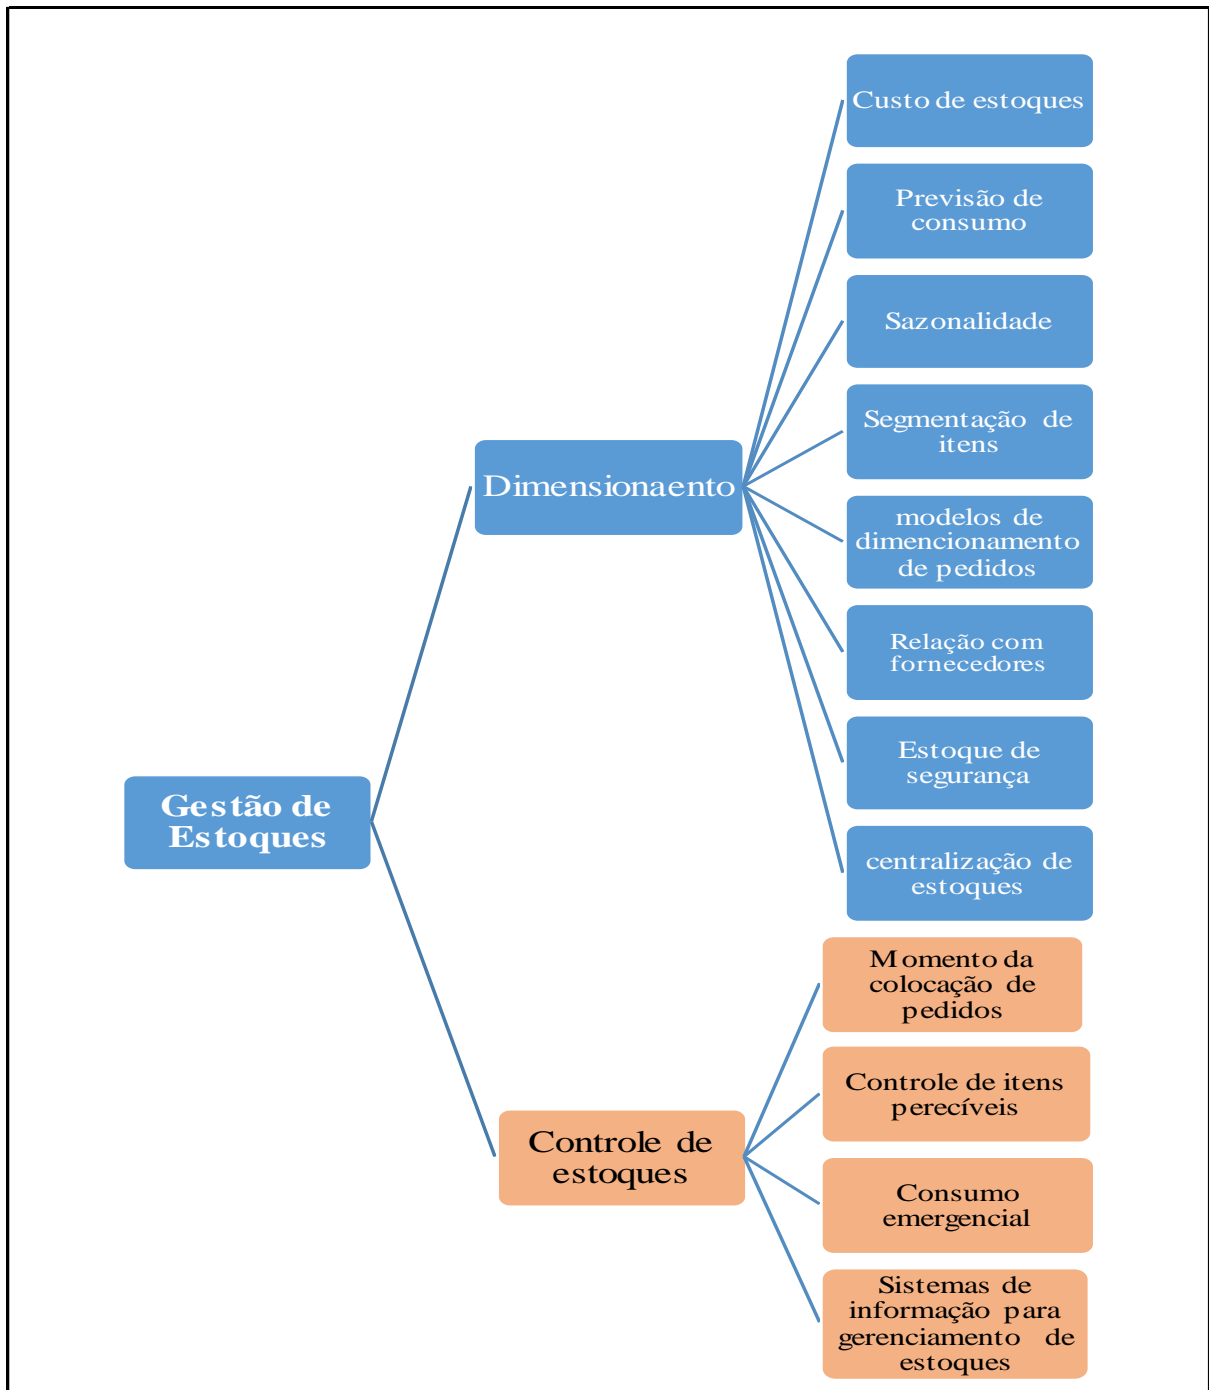 Custo de estoques
Previsão de
consumo
Sazonalidade
Segmentação de
itens
Dimensionaento
modelos de
dimencionamento
de pedidos
Relação com
fornecedores
Estoque de
segurança
Gestão de
Estoques
centralização de
estoques
Momento da
colocação de
pedidos
Controle de itens
perecíveis
Controle de
estoques
Consumo
emergencial
Sistemas de
informação para
gerenciamento de
estoques